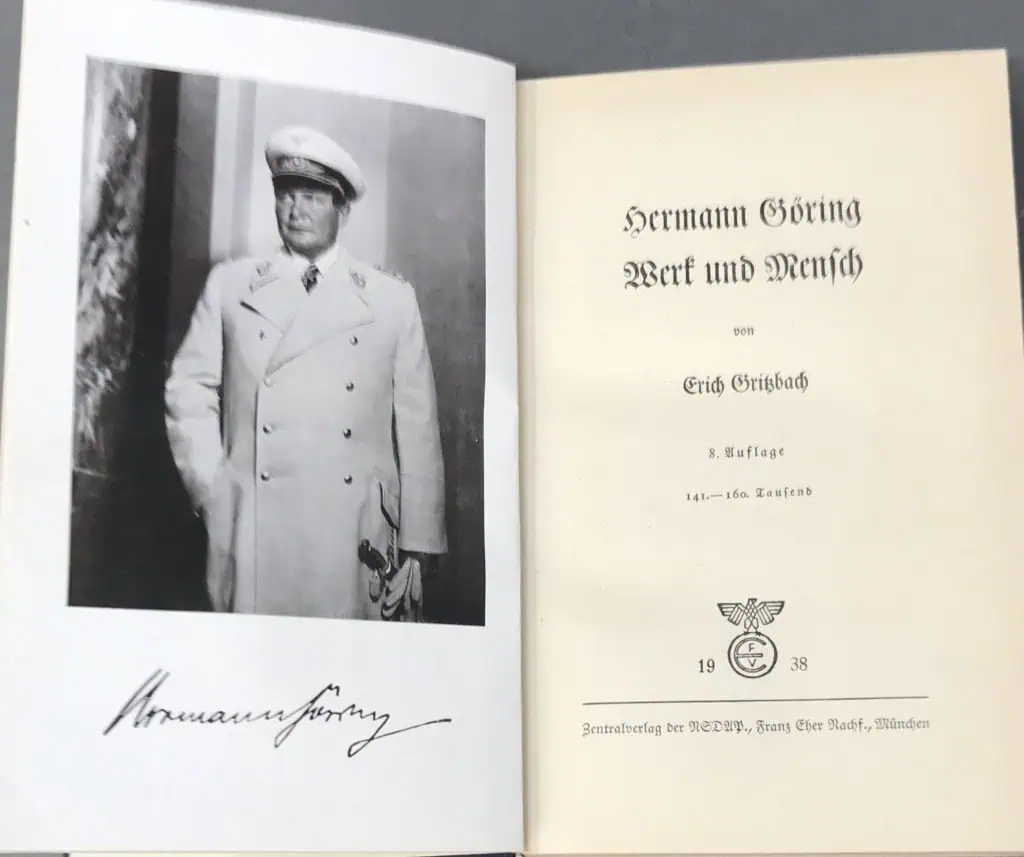 Hermann Göring
Hermann Göring
Werk und Mensch
von
Erich Gritzbach
8. Auflage
141.—160. Tausend
19 38
F
E
V
Zentralverlag der NSDAP., Franz Eher Nachf., München